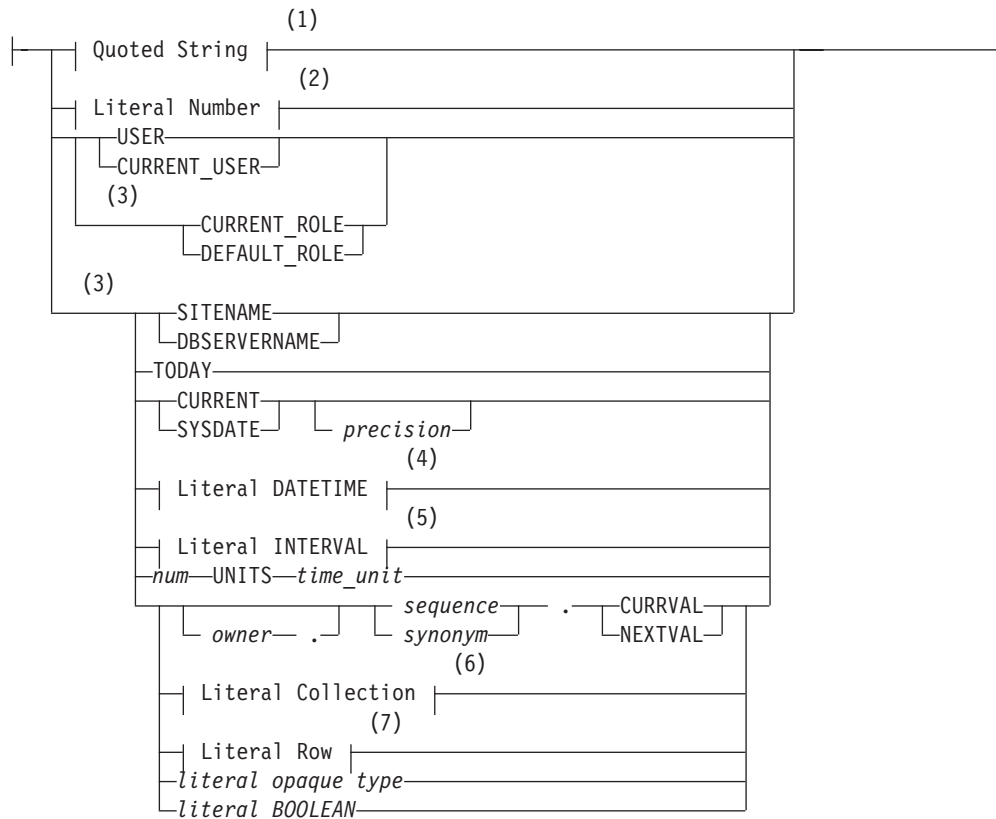 (1)
Quoted String
(2)
Literal Number
USER
CURRENT_USER
(3)
CURRENT_ROLE
DEFAULT_ROLE
(3)
SITENAME
DBSERVERNAME
TODAY
CURRENT
SYSDATE precision
(4)
Literal DATETIME
(5)
Literal INTERVAL
num UNITS time_unit
sequence . CURRVAL
owner . synonym NEXTVAL
(6)
Literal Collection
(7)
Literal Row
literal opaque type
literal BOOLEAN